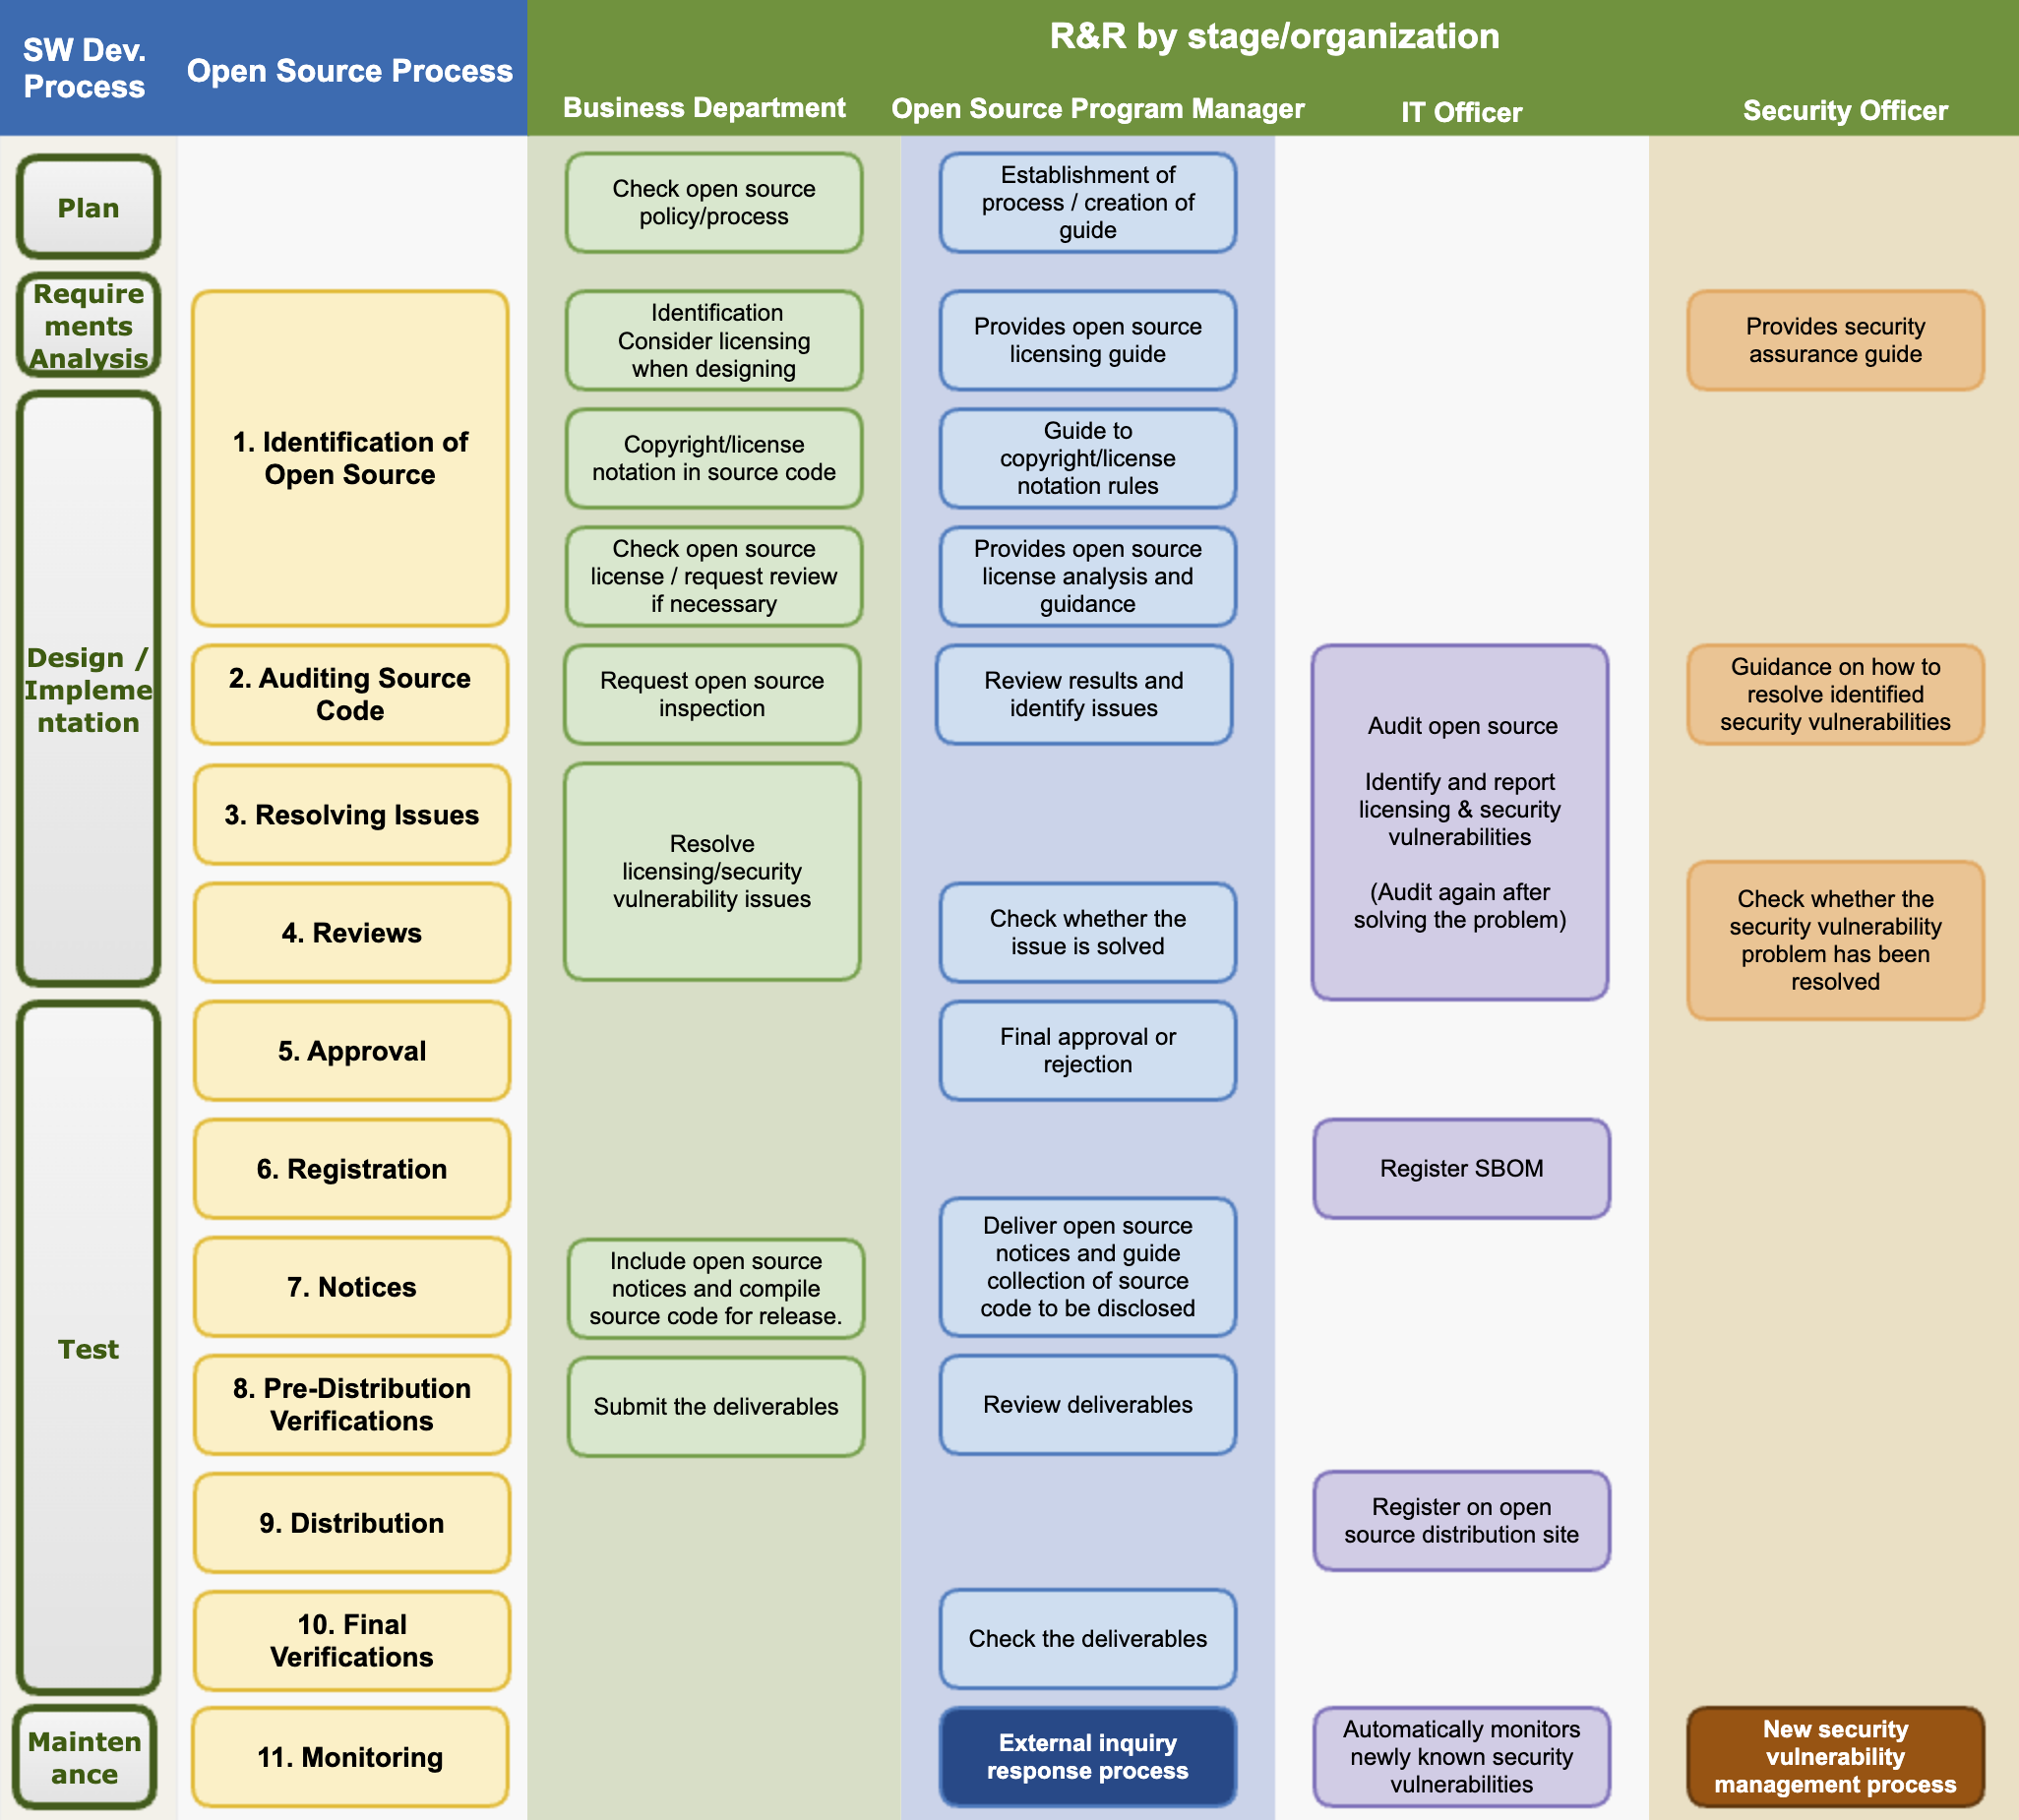 SW Dev.
Process
Open Source Process
R&R by stage/organization
Business Department
Open Source Program Manager
IT Officer
Security Officer
Plan
Check open source
policy/process
Establishment of
process / creation of
guide
Require
ments
Analysis
1. Identification of
Open Source
Identification
Consider licensing
when designing
Provides open source
licensing guide
Provides security
assurance guide
Copyright/license
notation in source code
Guide to
copyright/license
notation rules
Check open source
license / request review
if necessary
Provides open source
license analysis and
guidance
Design /
Impleme
ntation
2. Auditing Source
Code
Request open source
inspection
Review results and
identify issues
Audit open source
Identify and report
licensing & security
vulnerabilities
(Audit again after
solving the problem)
Guidance on how to
resolve identified
security vulnerabilities
3. Resolving Issues
Resolve
licensing/security
vulnerability issues
4. Reviews
Check whether the
issue is solved
Check whether the
security vulnerability
problem has been
resolved
Test
5. Approval
Final approval or
rejection
6. Registration
Register SBOM
7. Notices
Include open source
notices and compile
source code for release.
Deliver open source
notices and guide
collection of source
code to be disclosed
8. Pre-Distribution
Verifications
Submit the deliverables
Review deliverables
9. Distribution
Register on open
source distribution site
10. Final
Verifications
Check the deliverables
Mainten
ance
11. Monitoring
External inquiry
response process
Automatically monitors
newly known security
vulnerabilities
New security
vulnerability
management process